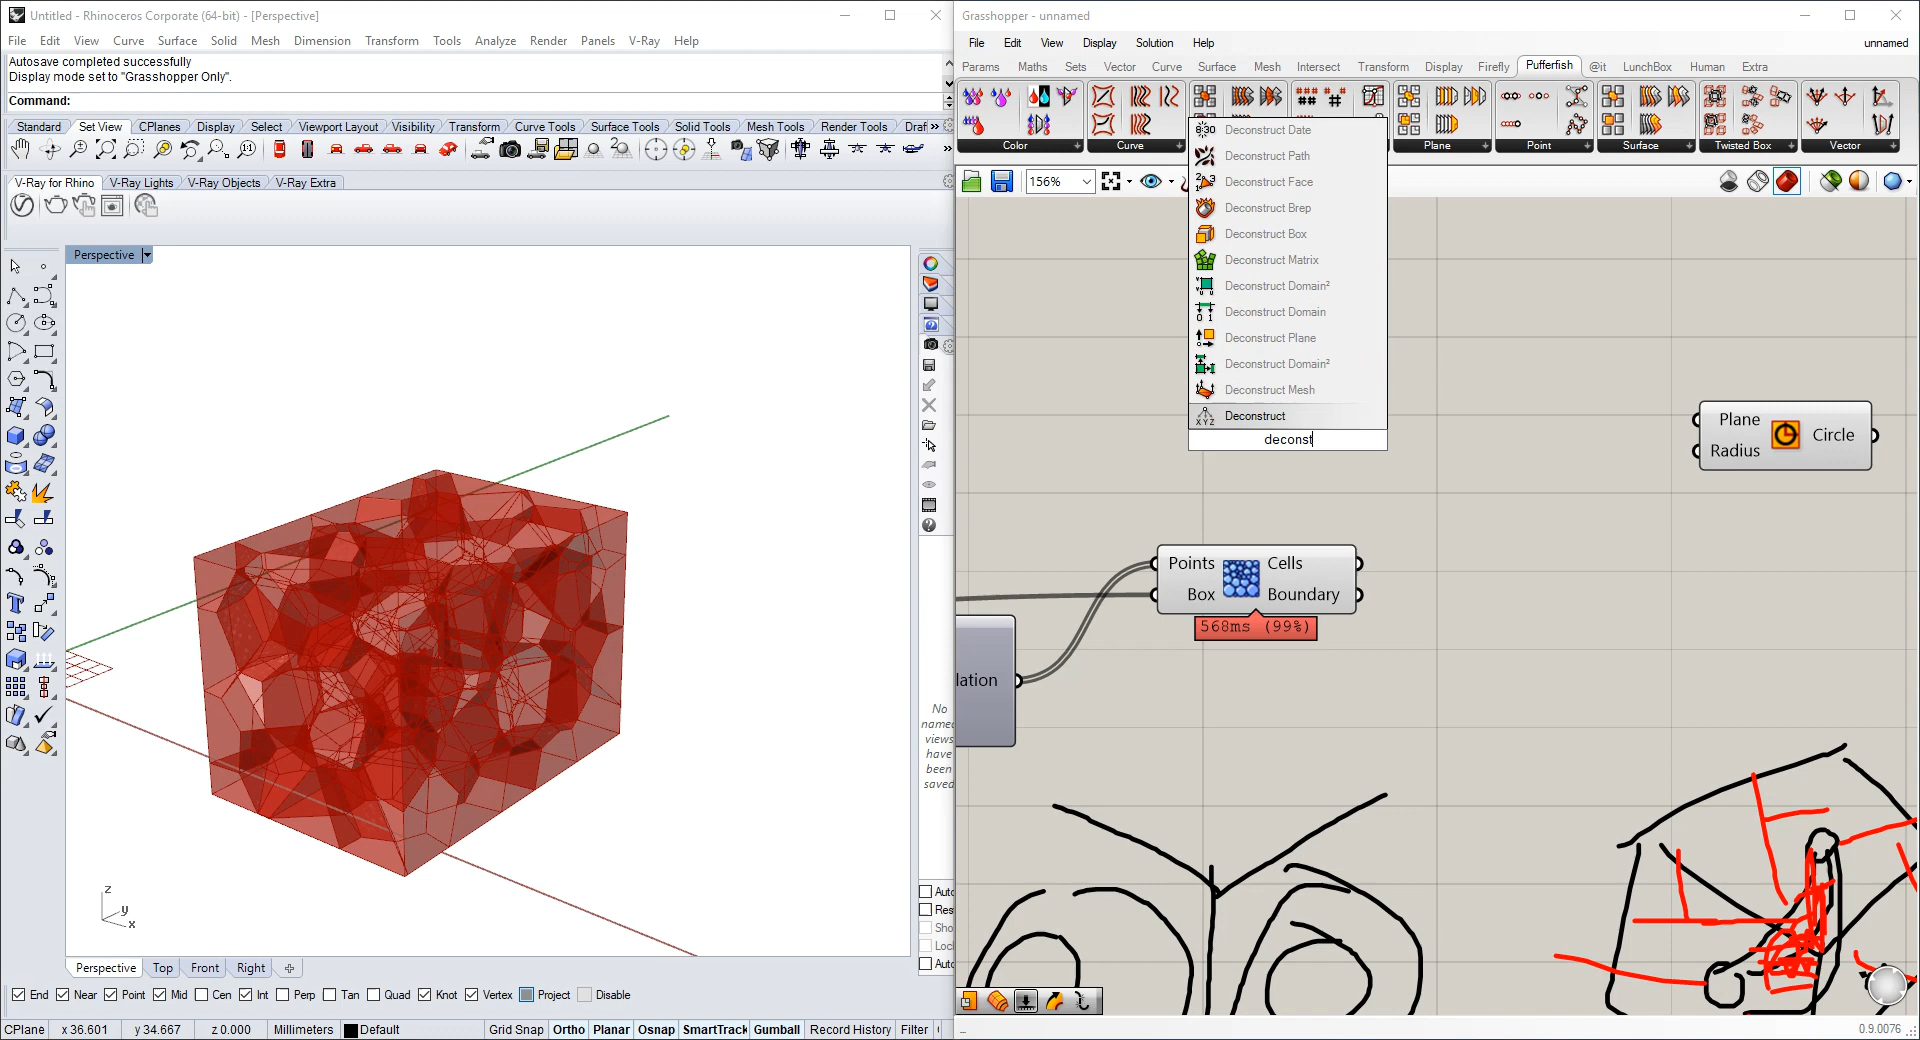 Untitled - Rhinoceros Corporate (64-bit) - [Perspective]
File Edit View Curve Surface Solid Mesh Dimension Transform Tools Analyze Render Panels V-Ray Help
Autosave completed successfully
Display mode set to "Grasshopper Only".
Command:
Standard Set View CPlanes Display Select Viewport Layout Visibility Transform Curve Tools Surface Tools Solid Tools Mesh Tools Render Tools Draf
V-Ray for Rhino V-Ray Lights V-Ray Objects V-Ray Extra
Perspective
No
named
views
have
been
saved
z
y
x
Perspective Top Front Right
End Near Point Mid Cen Int Perp Tan Quad Knot Vertex Project Disable
CPlane x 36.601 y 34.667 z 0.000 Millimeters Default Grid Snap Ortho Planar Osnap SmartTrack Gumball Record History Filter
Grasshopper - unnamed
File Edit View Display Solution Help unnamed
Params Maths Sets Vector Curve Surface Mesh Intersect Transform Display Firefly Pufferfish @it LunchBox Human Extra
Color Curve Plane Point Surface Twisted Box Vector
156%
Deconstruct Date
Deconstruct Path
Deconstruct Face
Deconstruct Brep
Deconstruct Box
Deconstruct Matrix
Deconstruct Domain²
Deconstruct Domain
Deconstruct Plane
Deconstruct Domain²
Deconstruct Mesh
Deconstruct
deconst
Plane
Radius
Circle
Points Cells
Box Boundary
568ms (99%)
lation
0.9.0076